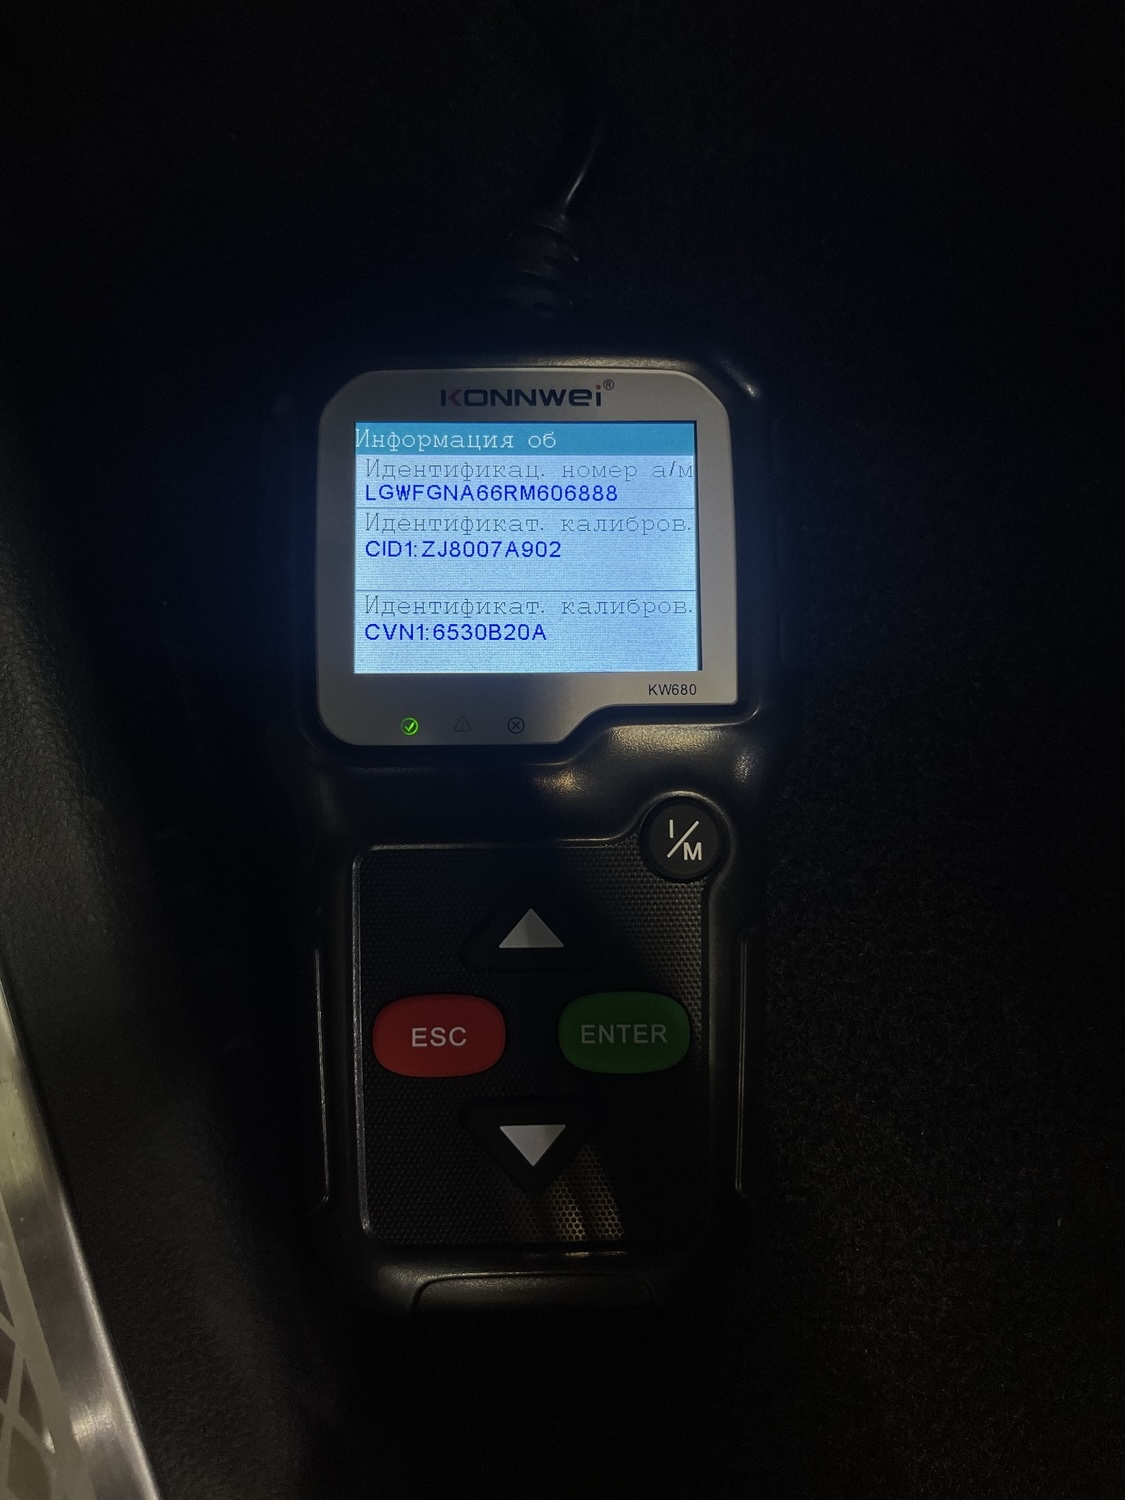 KONNWEI®
Информация об
Идентификац. номер а/м
LGWFGNA66RM606888
Идентификат. калибров.
CID1:ZJ8007A902
Идентификат. калибров.
CVN1:6530B20A
KW680
I/M
ESC
ENTER